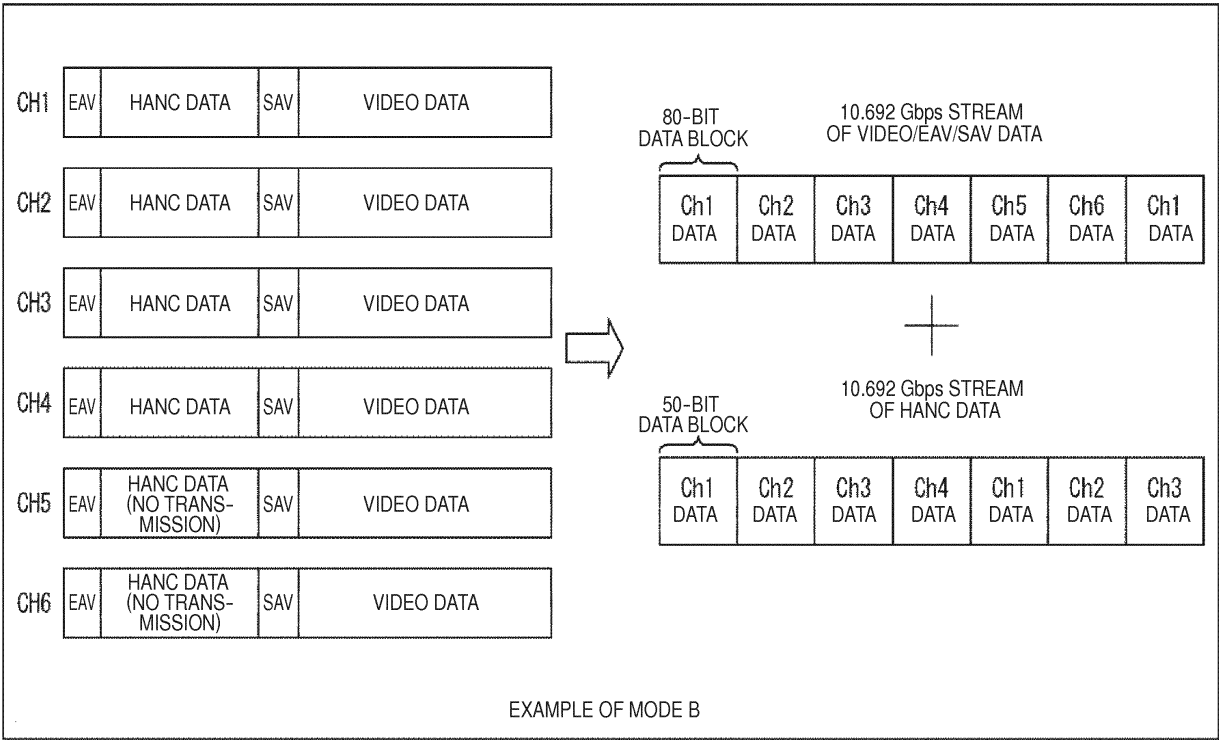 CH1 EAV HANC DATA SAV VIDEO DATA
CH2 EAV HANC DATA SAV VIDEO DATA
CH3 EAV HANC DATA SAV VIDEO DATA
CH4 EAV HANC DATA SAV VIDEO DATA
CH5 EAV HANC DATA
(NO TRANS-
MISSION) SAV VIDEO DATA
CH6 EAV HANC DATA
(NO TRANS-
MISSION) SAV VIDEO DATA
80-BIT
DATA BLOCK
10.692 Gbps STREAM
OF VIDEO/EAV/SAV DATA
Ch1 Ch2 Ch3 Ch4 Ch5 Ch6 Ch1
DATA DATA DATA DATA DATA DATA DATA
50-BIT
DATA BLOCK
10.692 Gbps STREAM
OF HANC DATA
Ch1 Ch2 Ch3 Ch4 Ch1 Ch2 Ch3
DATA DATA DATA DATA DATA DATA DATA
EXAMPLE OF MODE B